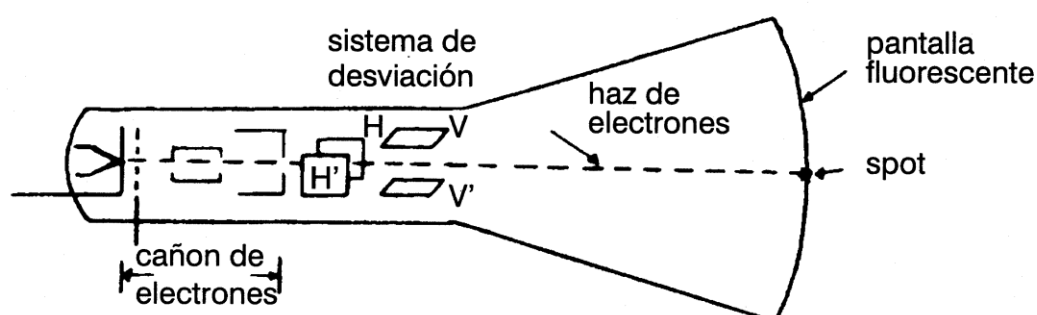 sistema de
desviación
pantalla
fluorescente
haz de
electrones
H
V
H'
V'
spot
cañon de
electrones